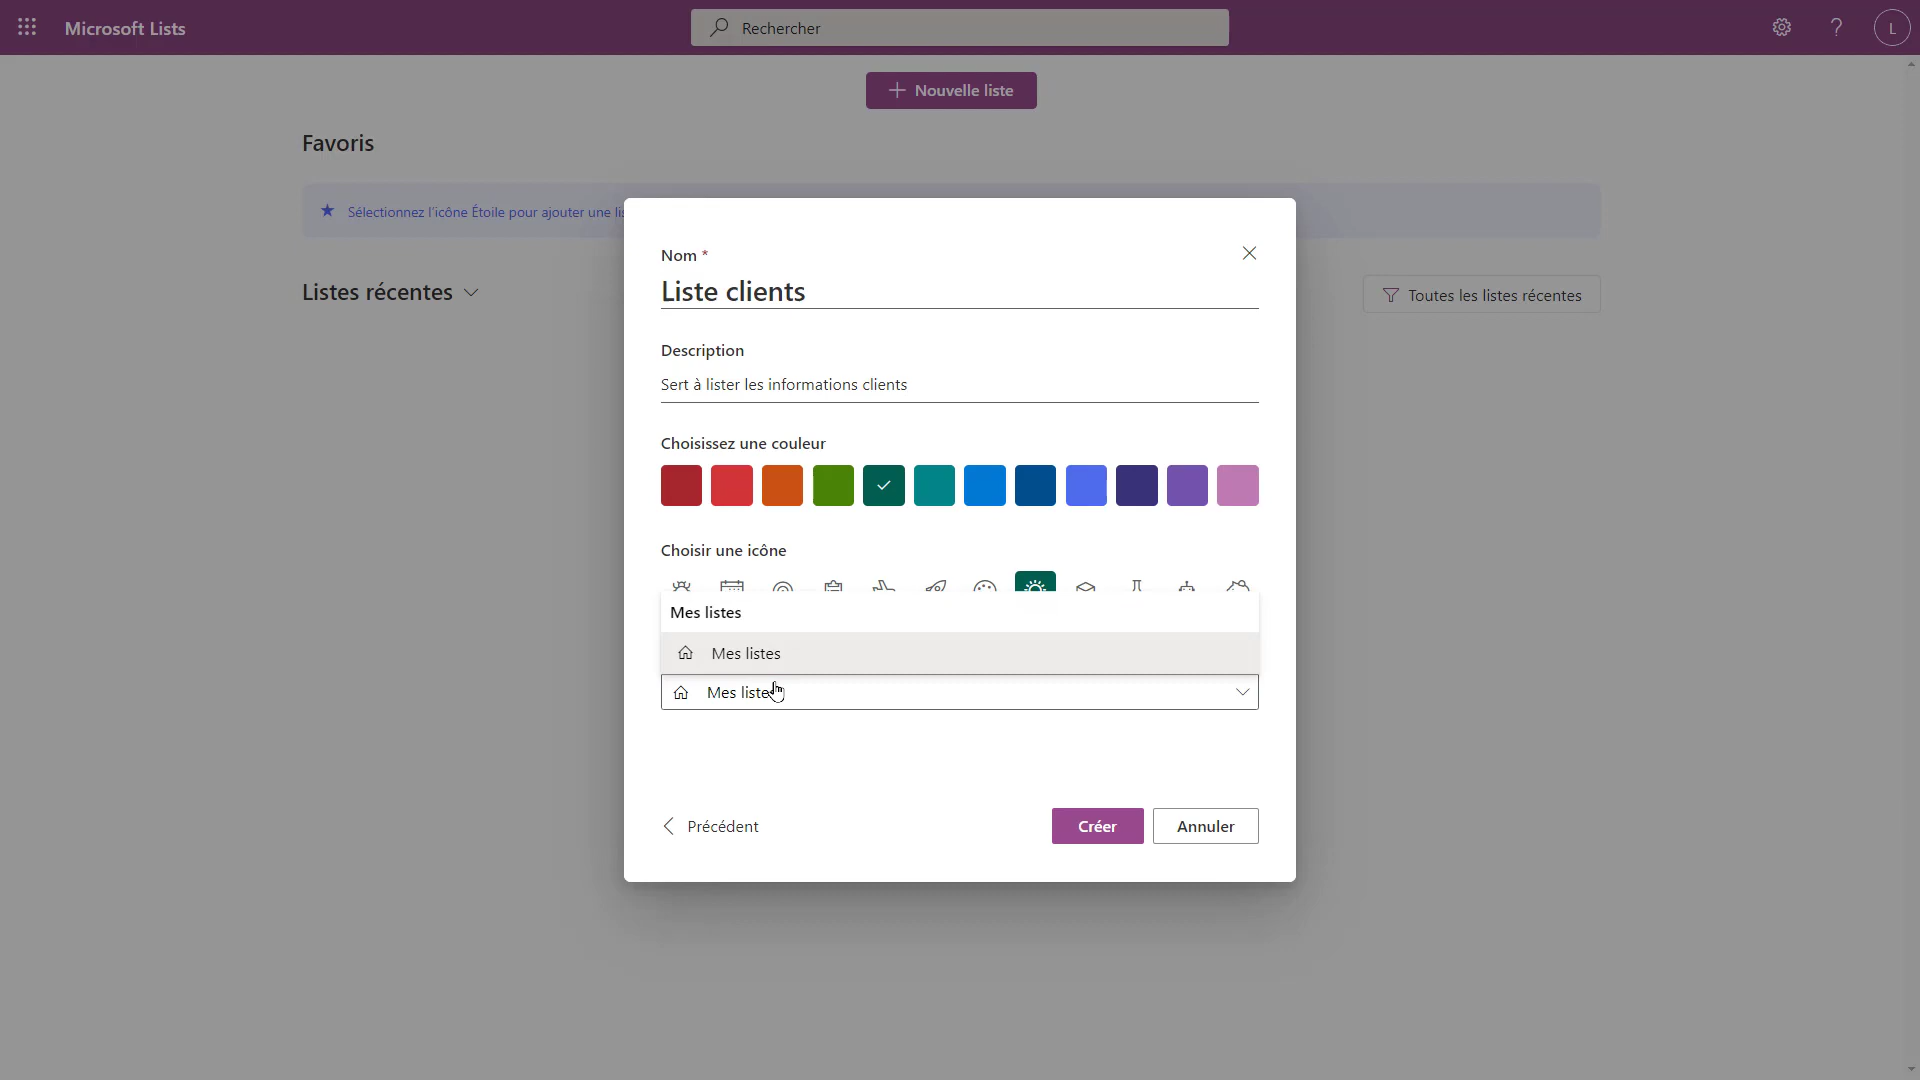 Microsoft Lists
Rechercher
L
Nouvelle liste
Favoris
Sélectionnez l'icône Étoile pour ajouter une
Listes récentes
Toutes les listes récentes
Nom *
Liste clients
Description
Sert à lister les informations clients
Choisissez une couleur
Choisir une icône
Mes listes
Mes listes
Mes liste
Précédent
Créer
Annuler